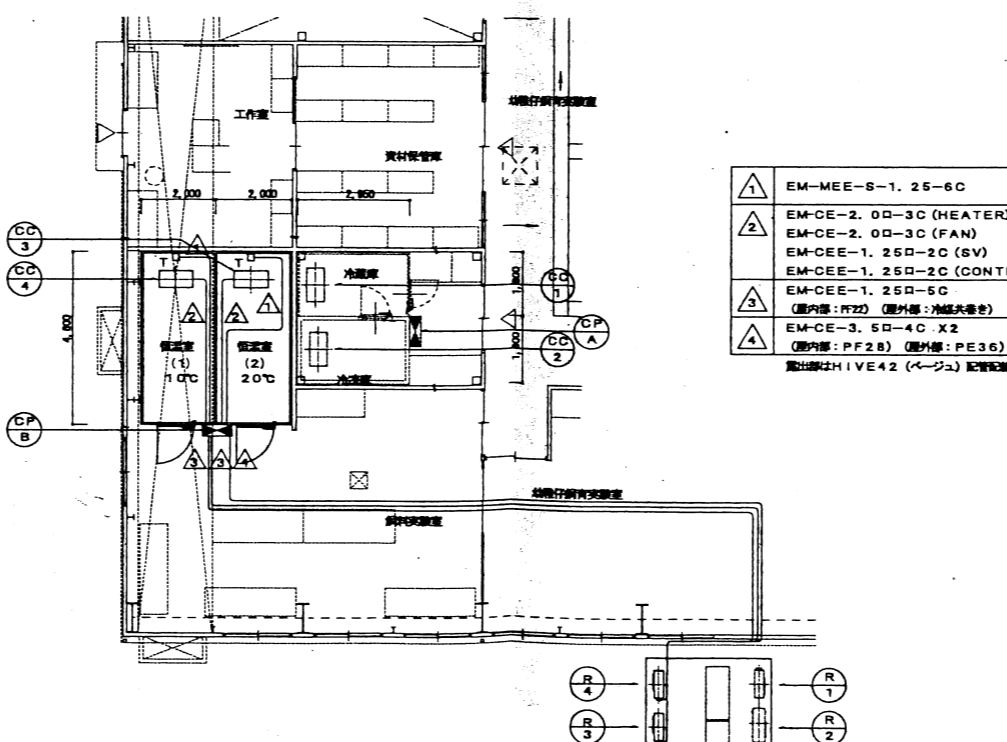 工作室
資材保管庫
幼稚仔飼育実験室
2,000
2,000
2,950
CC
3
CC
4
T
T
1
冷蔵庫
CC
1
1,800
4,800
2
2
1
CP
A
恒温室
(1)
10℃
恒温室
(2)
20℃
CC
2
1,800
冷凍庫
CP
B
3
3
4
幼稚仔飼育実験室
飼料実験室
R
4
R
1
R
3
R
2
1
EM-MEE-S-1. 25-6C
2
EM-CE-2. 0□-3C (HEATER)
EM-CE-2. 0□-3C (FAN)
EM-CEE-1. 25□-2C (SV)
EM-CEE-1. 25□-2C (CONT
3
EM-CEE-1. 25□-5C
(屋内部：PF22) (屋外部：冷媒共巻き)
4
EM-CE-3. 5□-4C X2
(屋内部：PF28) (屋外部：PE36)
露出部はHIVE42 (ベージュ) 配管配